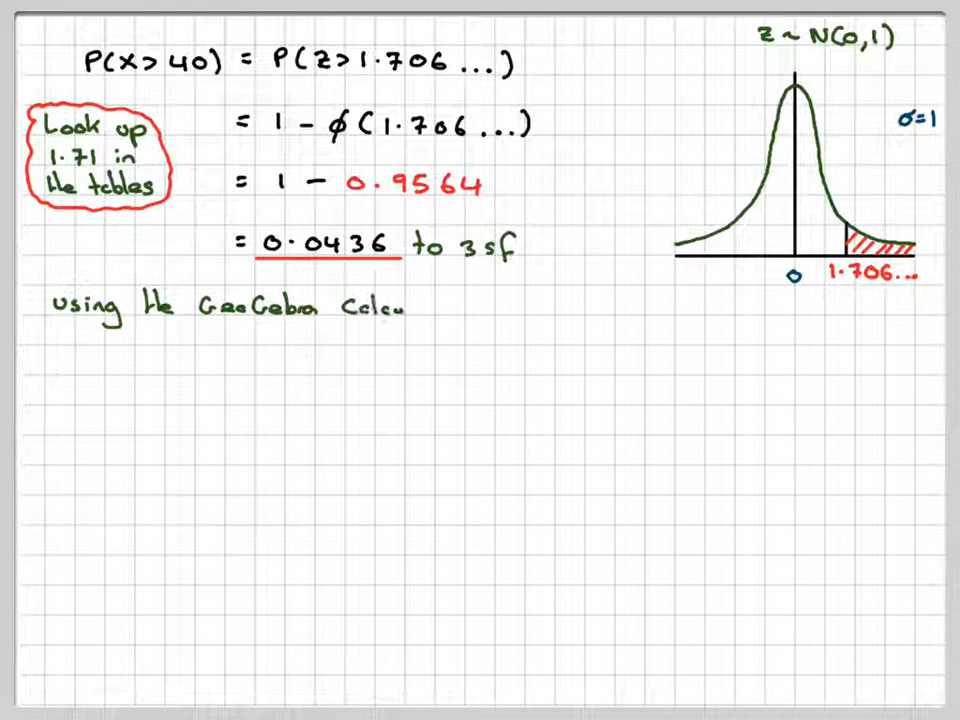 P(X > 40) = P(Z > 1.706...)
= 1 - ϕ(1.706...)
= 1 - 0.9564
= 0.0436 to 3 sf
Look up
1.71 in
the tables
using the GeoGebra Calcu
Z ~ N(0,1)
σ=1
0
1.706...